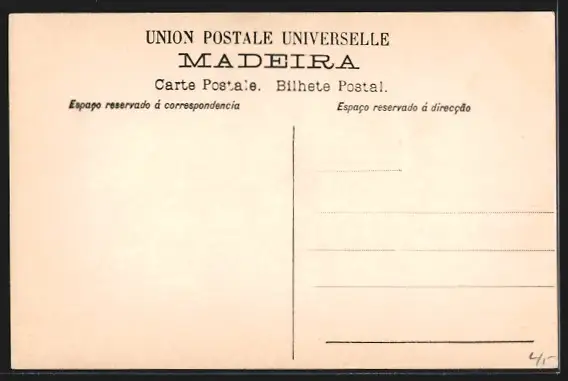 UNION POSTALE UNIVERSELLE
MADEIRA
Carte Postale. Bilhete Postal.
Espaço reservado á correspondencia
Espaço reservado á direcção